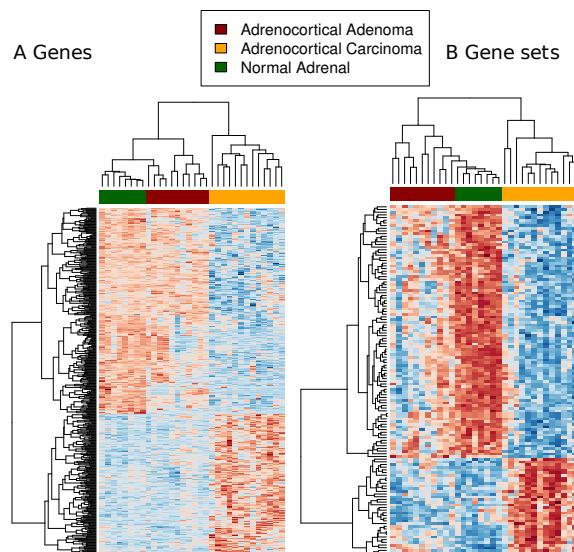 A Genes
Adrenocortical Adenoma
Adrenocortical Carcinoma
Normal Adrenal
B Gene sets